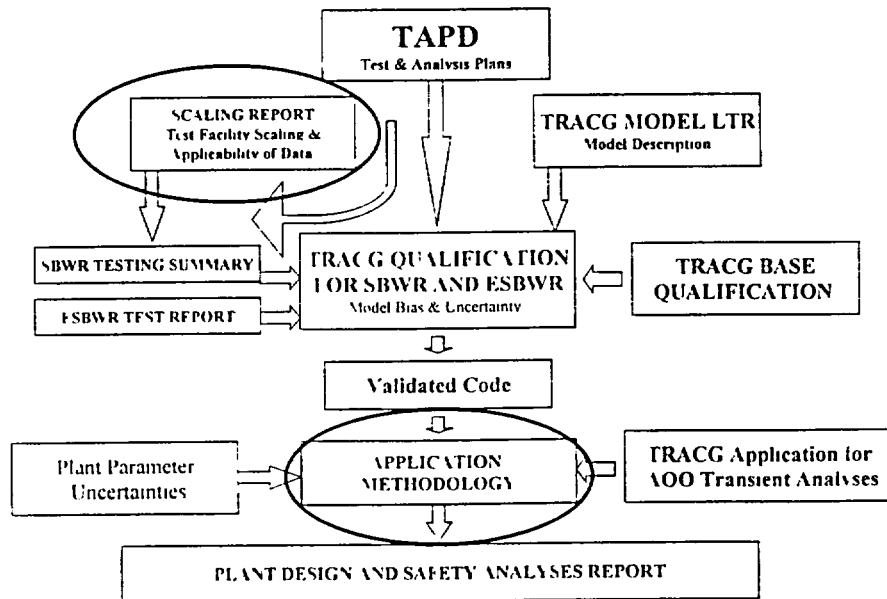 TAPD
Test & Analysis Plans
SCALING REPORT
Test Facility Scaling &
Applicability of Data
TRACG MODEL LTR
Model Description
SBWR TESTING SUMMARY
ESBWR TEST REPORT
TRACG QUALIFICATION
FOR SBWR AND ESBWR
Model Bias & Uncertainty
TRACG BASE
QUALIFICATION
Validated Code
Plant Parameter
Uncertainties
APPLICATION
METHODOLOGY
TRACG Application for
AOO Transient Analyses
PLANT DESIGN AND SAFETY ANALYSES REPORT